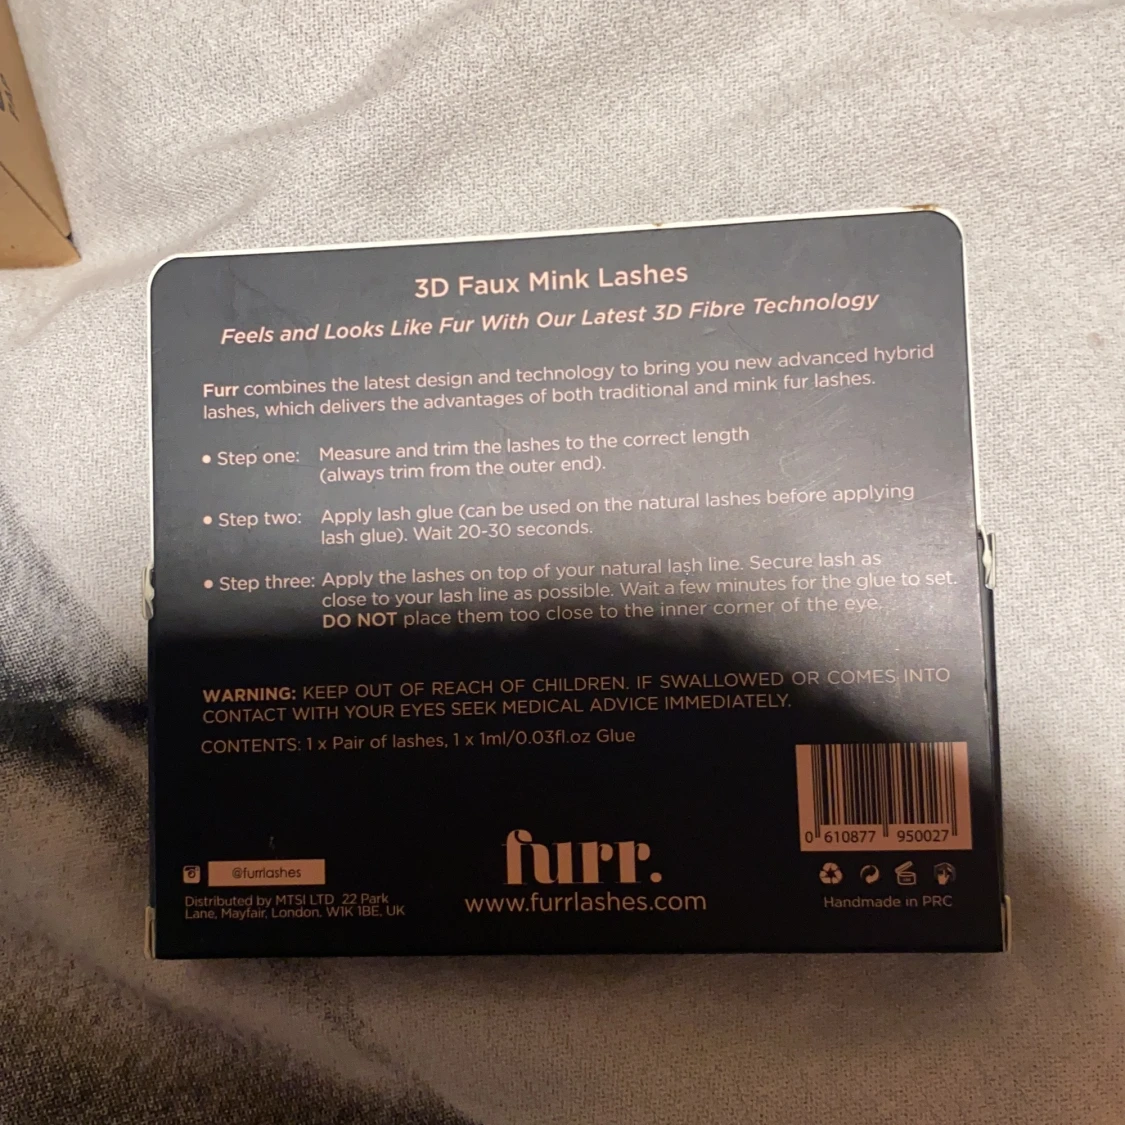 3D Faux Mink Lashes
Feels and Looks Like Fur With Our Latest 3D Fibre Technology
Furr combines the latest design and technology to bring you new advanced hybrid
lashes, which delivers the advantages of both traditional and mink fur lashes.
• Step one: Measure and trim the lashes to the correct length
(always trim from the outer end).
• Step two: Apply lash glue (can be used on the natural lashes before applying
lash glue). Wait 20-30 seconds.
• Step three: Apply the lashes on top of your natural lash line. Secure lash as
close to your lash line as possible. Wait a few minutes for the glue to set.
DO NOT place them too close to the inner corner of the eye.
WARNING: KEEP OUT OF REACH OF CHILDREN. IF SWALLOWED OR COMES INTO
CONTACT WITH YOUR EYES SEEK MEDICAL ADVICE IMMEDIATELY.
CONTENTS: 1 x Pair of lashes, 1 x 1ml/0.03fl.oz Glue
0 610877 950027
@furrlashes
Distributed by MTSI LTD 22 Park
Lane, Mayfair, London. W1K 1BE, UK
furr.
www.furrlashes.com
Handmade in PRC